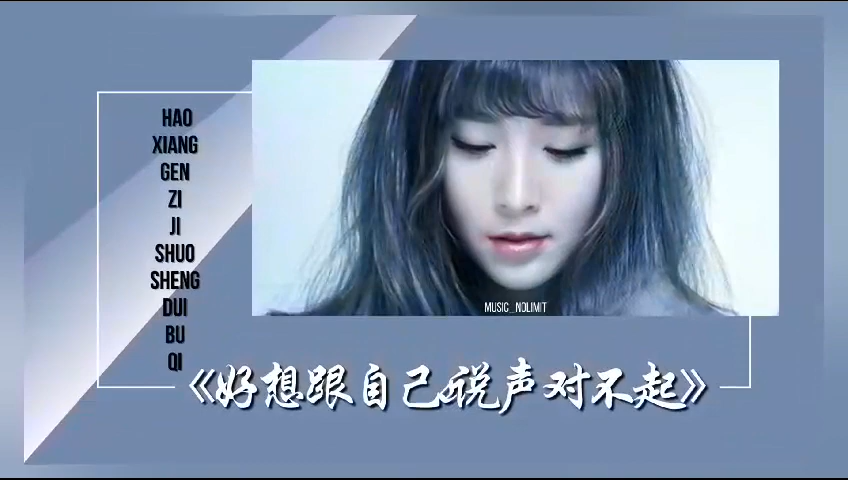 HAO
XIANG
GEN
ZI
JI
SHUO
SHENG
DUI
BU
QI
MUSIC_NOLIMIT
《好想跟自己说声对不起》